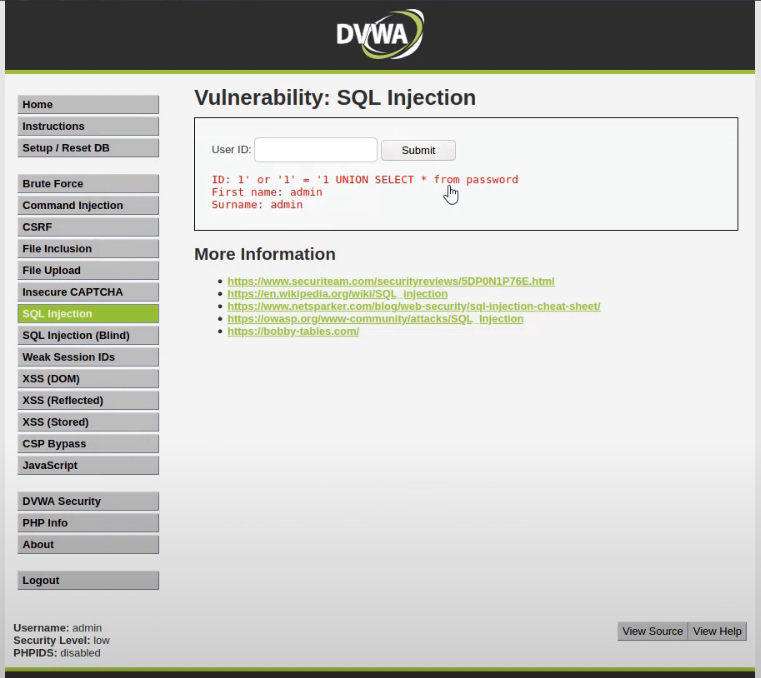 DVWA
Vulnerability: SQL Injection
Home
Instructions
Setup / Reset DB
Brute Force
Command Injection
CSRF
File Inclusion
File Upload
Insecure CAPTCHA
SQL Injection
SQL Injection (Blind)
Weak Session IDs
XSS (DOM)
XSS (Reflected)
XSS (Stored)
CSP Bypass
JavaScript
DVWA Security
PHP Info
About
Logout
User ID: Submit
ID: 1' or '1' = '1 UNION SELECT * from password
First name: admin
Surname: admin
More Information
https://www.securiteam.com/securityreviews/5DP0N1P76E.html
https://en.wikipedia.org/wiki/SQL_injection
https://www.netsparker.com/blog/web-security/sql-injection-cheat-sheet/
https://owasp.org/www-community/attacks/SQL_Injection
https://bobby-tables.com/
Username: admin
Security Level: low
PHPIDS: disabled
View Source View Help